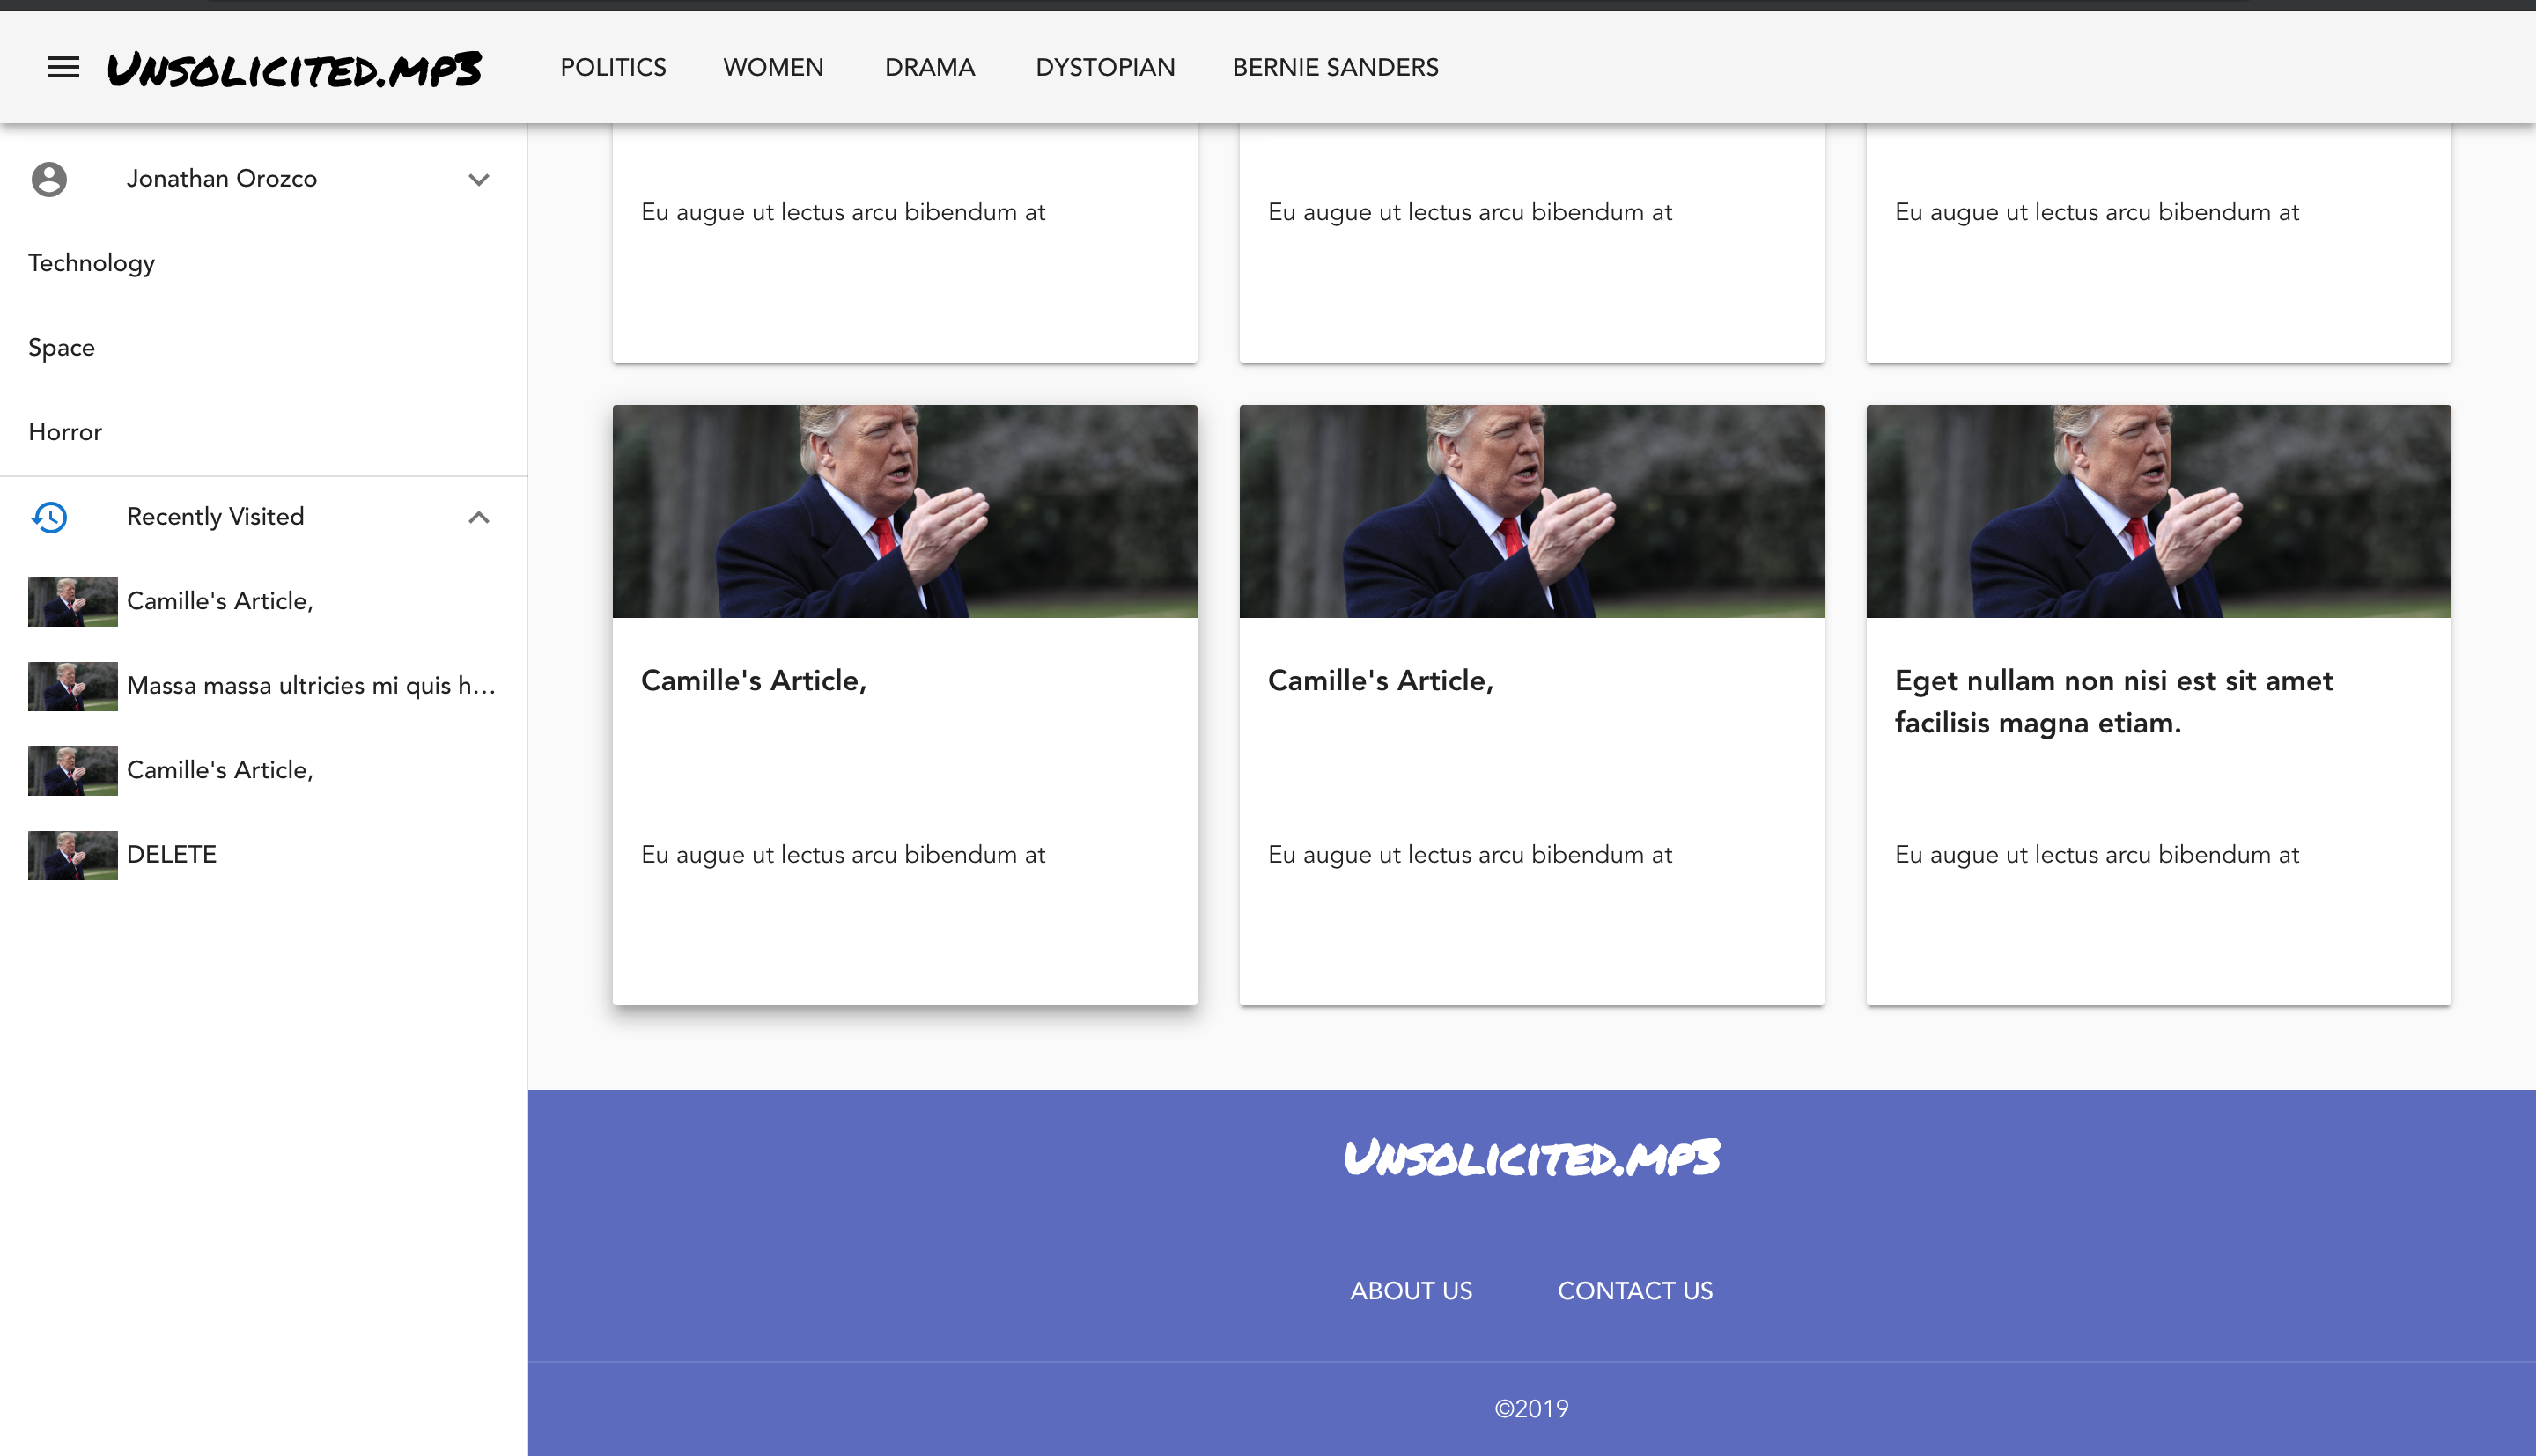 Unsolicited.mp3
POLITICS
WOMEN
DRAMA
DYSTOPIAN
BERNIE SANDERS
Jonathan Orozco
Technology
Space
Horror
Recently Visited
Camille's Article,
Massa massa ultricies mi quis h...
Camille's Article,
DELETE
Eu augue ut lectus arcu bibendum at
Eu augue ut lectus arcu bibendum at
Eu augue ut lectus arcu bibendum at
Camille's Article,
Eu augue ut lectus arcu bibendum at
Camille's Article,
Eu augue ut lectus arcu bibendum at
Eget nullam non nisi est sit amet
facilisis magna etiam.
Eu augue ut lectus arcu bibendum at
Unsolicited.mp3
ABOUT US
CONTACT US
©2019